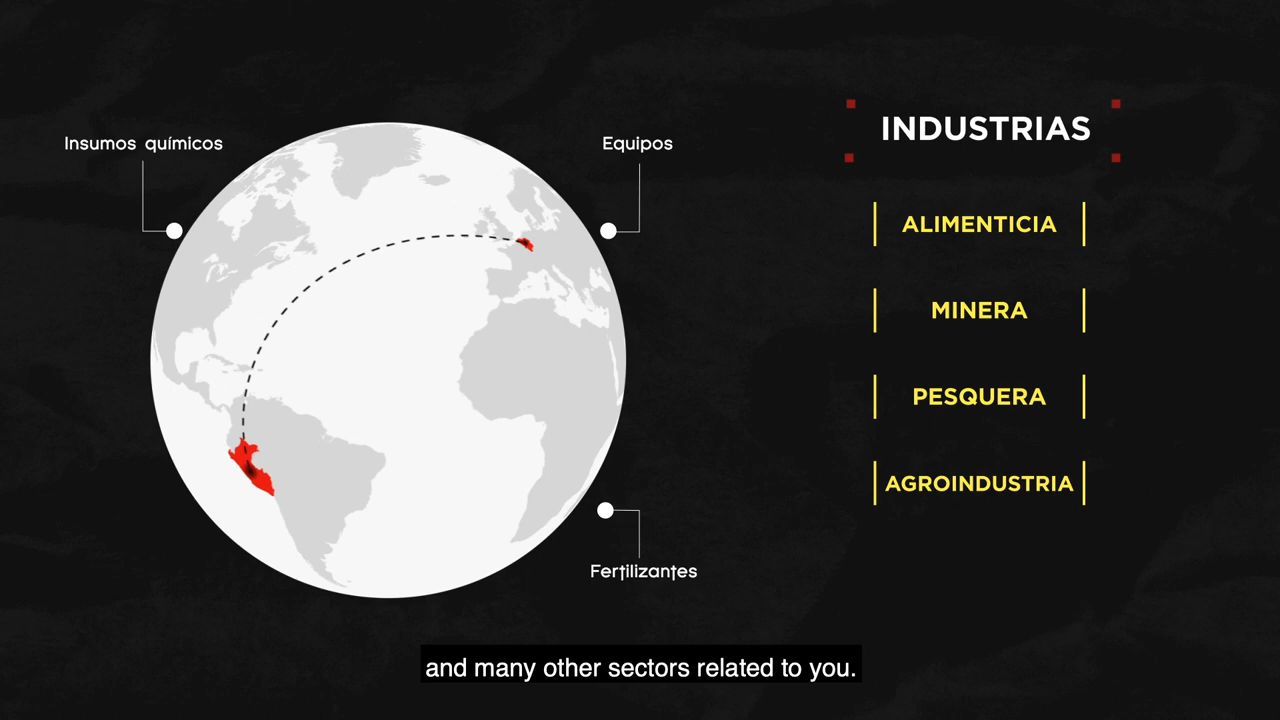 Insumos químicos
Equipos
Fertilizantes
INDUSTRIAS
ALIMENTICIA
MINERA
PESQUERA
AGROINDUSTRIA
and many other sectors related to you.